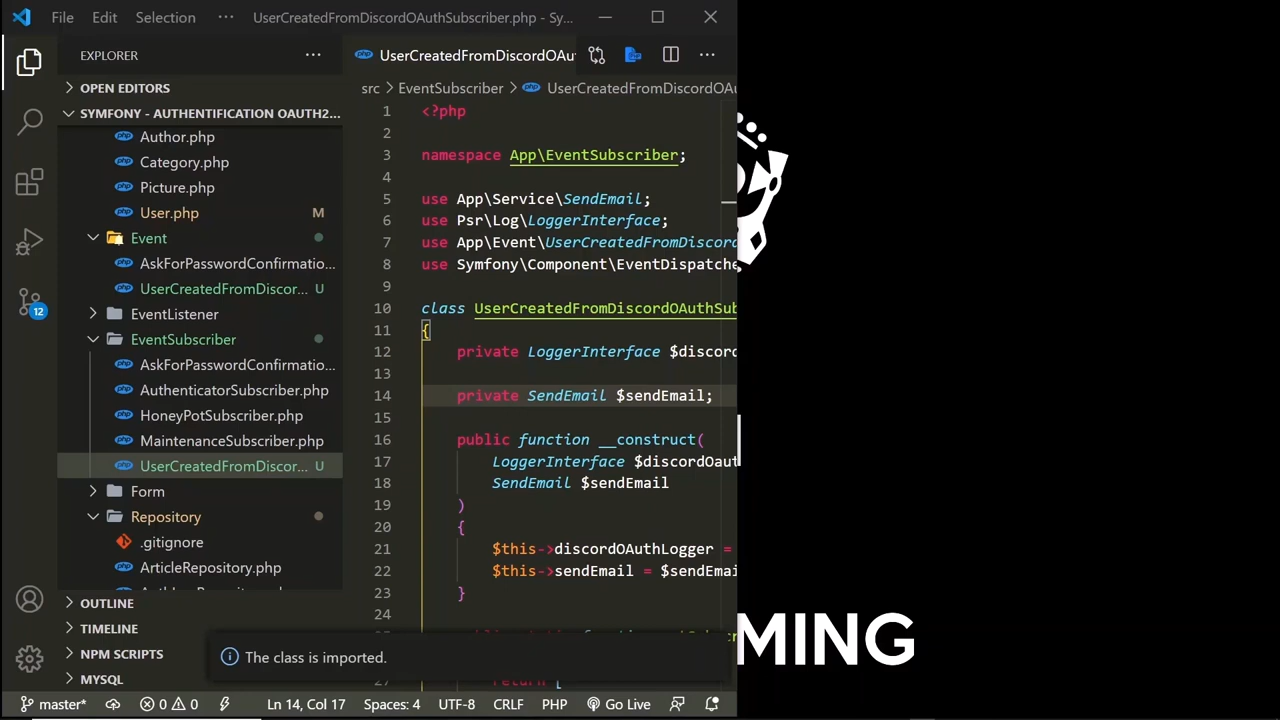 File Edit Selection ··· UserCreatedFromDiscordOAuthSubscriber.php - Sy...
EXPLORER ···
UserCreatedFromDiscordOAu
···
OPEN EDITORS
src > EventSubscriber > UserCreatedFromDiscordOAu
SYMFONY - AUTHENTIFICATION OAUTH2...
Author.php
Category.php
Picture.php
User.php M
Event
AskForPasswordConfirmatio...
UserCreatedFromDiscor... U
EventListener
EventSubscriber
AskForPasswordConfirmatio...
AuthenticatorSubscriber.php
HoneyPotSubscriber.php
MaintenanceSubscriber.php
UserCreatedFromDiscor... U
Form
Repository
.gitignore
ArticleRepository.php
12
OUTLINE
TIMELINE
NPM SCRIPTS
MYSQL
1 <?php
2
3 namespace App\EventSubscriber;
4
5 use App\Service\SendEmail;
6 use Psr\Log\LoggerInterface;
7 use App\Event\UserCreatedFromDiscord
8 use Symfony\Component\EventDispatche
9
10 class UserCreatedFromDiscordOAuthSub
11 {
12 private LoggerInterface $discord
13
14 private SendEmail $sendEmail;
15
16 public function __construct(
17 LoggerInterface $discordOaut
18 SendEmail $sendEmail
19 )
20 {
21 $this->discordOAuthLogger =
22 $this->sendEmail = $sendEmai
23 }
24
27 return [
The class is imported.
master* 0 0 Ln 14, Col 17 Spaces: 4 UTF-8 CRLF PHP Go Live
MING